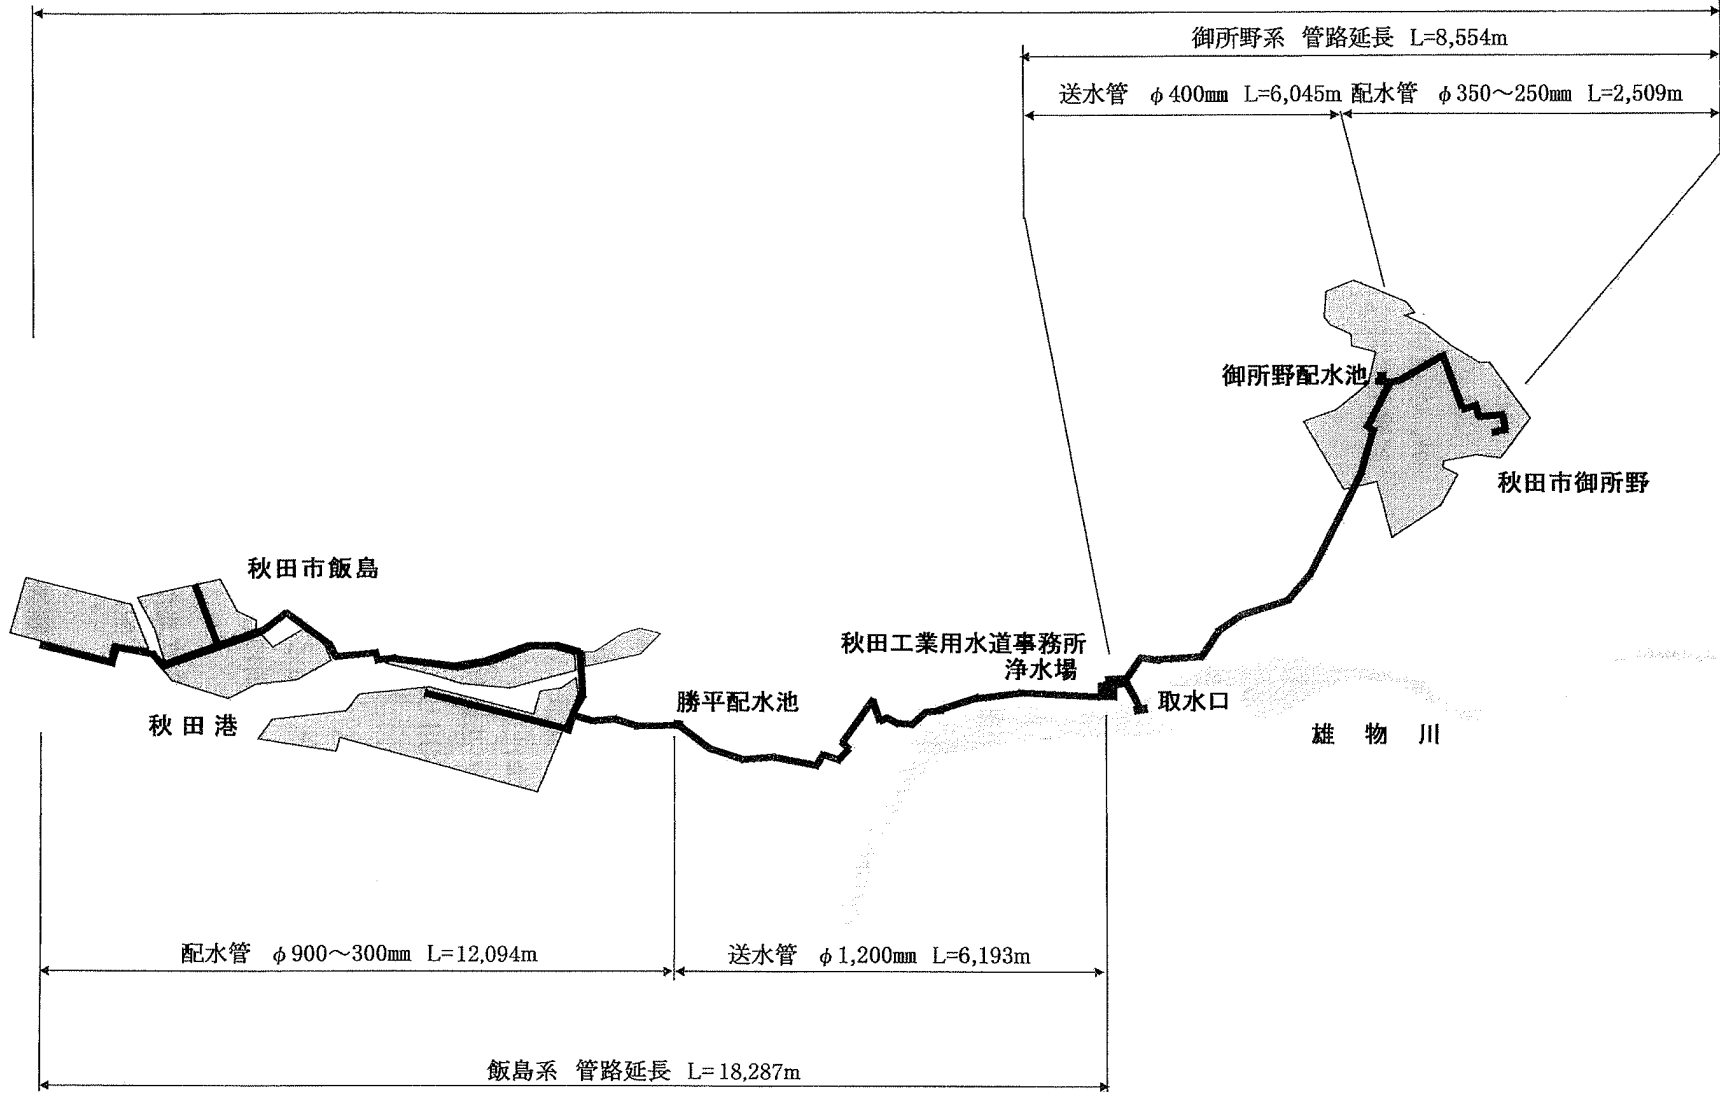 御所野系 管路延長 L=8,554m
送水管 φ400㎜ L=6,045m 配水管 φ350～250㎜ L=2,509m
御所野配水池
秋田市御所野
秋田市飯島
秋田工業用水道事務所
浄水場
勝平配水池
取水口
秋田港
雄物川
配水管 φ900～300㎜ L=12,094m
送水管 φ1,200㎜ L=6,193m
飯島系 管路延長 L=18,287m